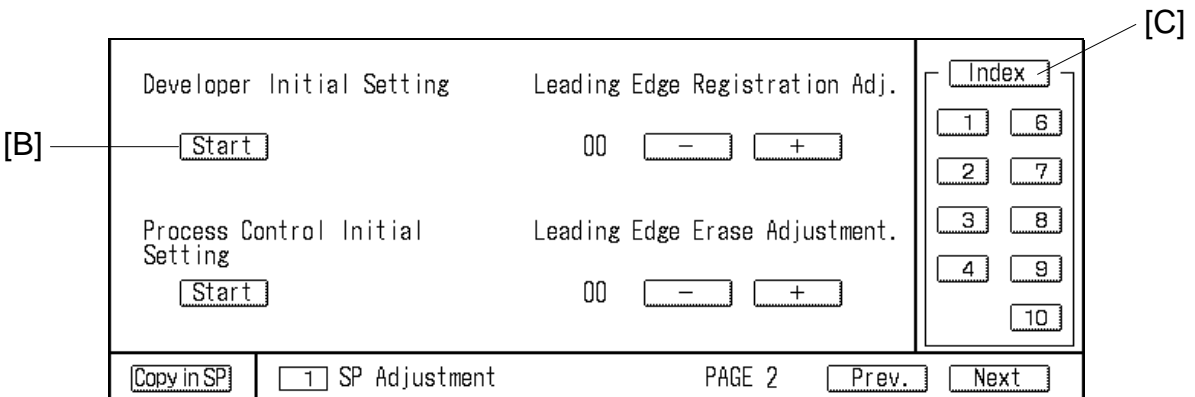 [C]
Developer Initial Setting Leading Edge Registration Adj. Index
1 6
[B] Start 00 − +
2 7
Process Control Initial Setting Leading Edge Erase Adjustment. 3 8
4 9
Start 00 − +
10
Copy in SP 1 SP Adjustment PAGE 2 Prev. Next